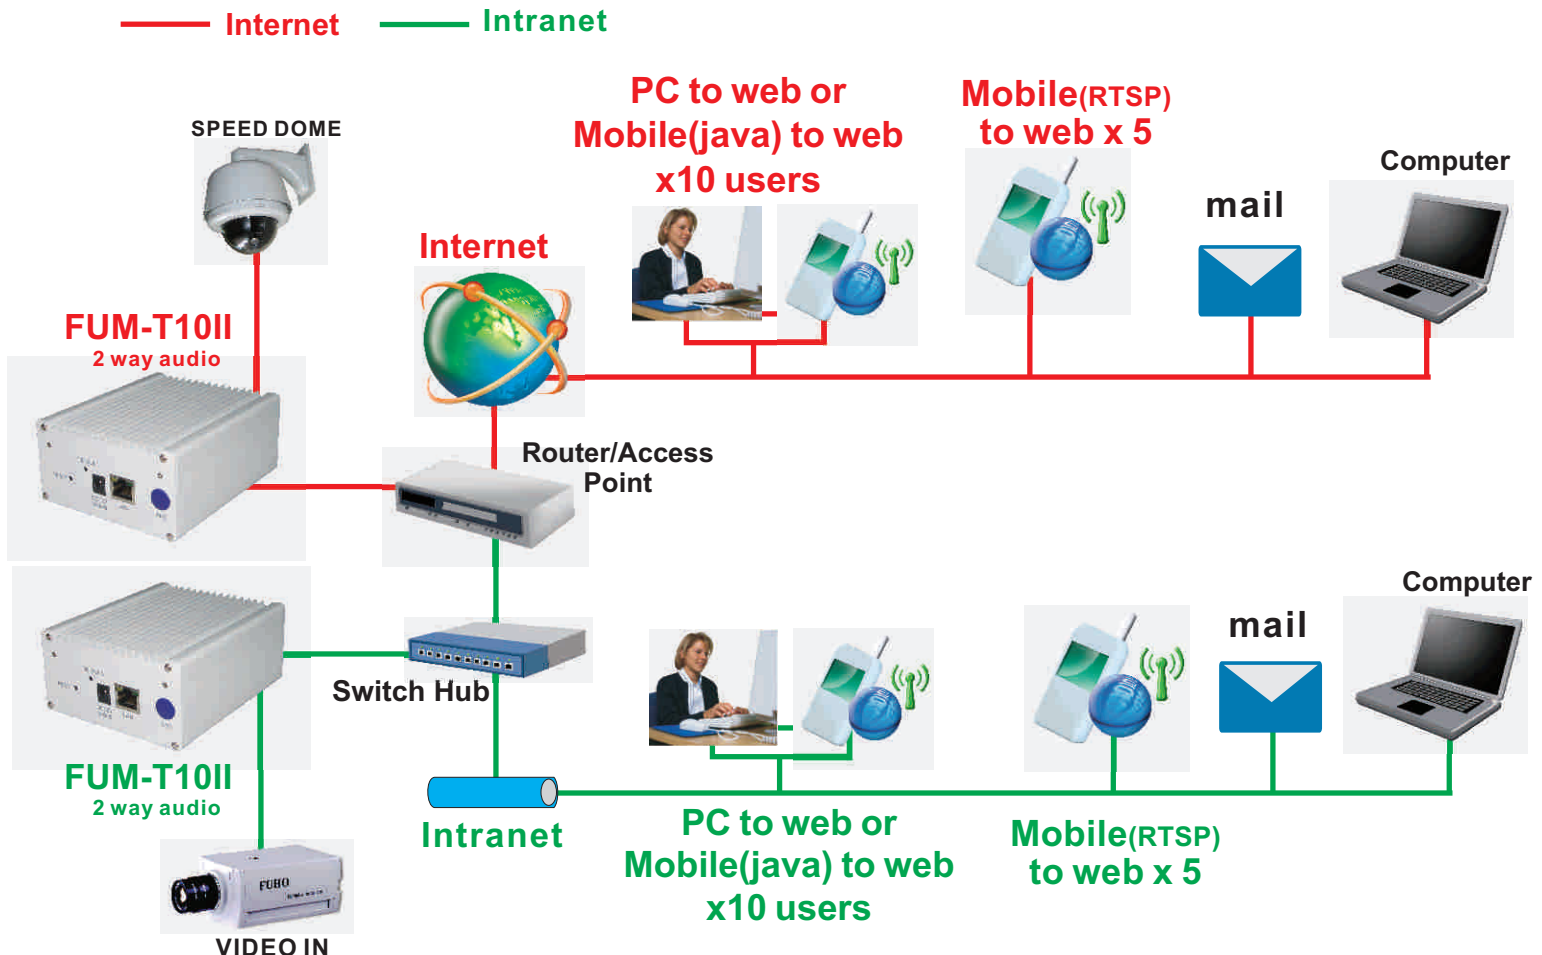 Internet
Intranet
PC to web or
Mobile(java) to web
x10 users
Mobile(RTSP)
to web x 5
SPEED DOME
Computer
mail
Internet
FUM-T10II
2 way audio
Router/Access
Point
Switch Hub
Computer
mail
FUM-T10II
2 way audio
Intranet
PC to web or
Mobile(java) to web
x10 users
Mobile(RTSP)
to web x 5
FUHO
VIDEO IN